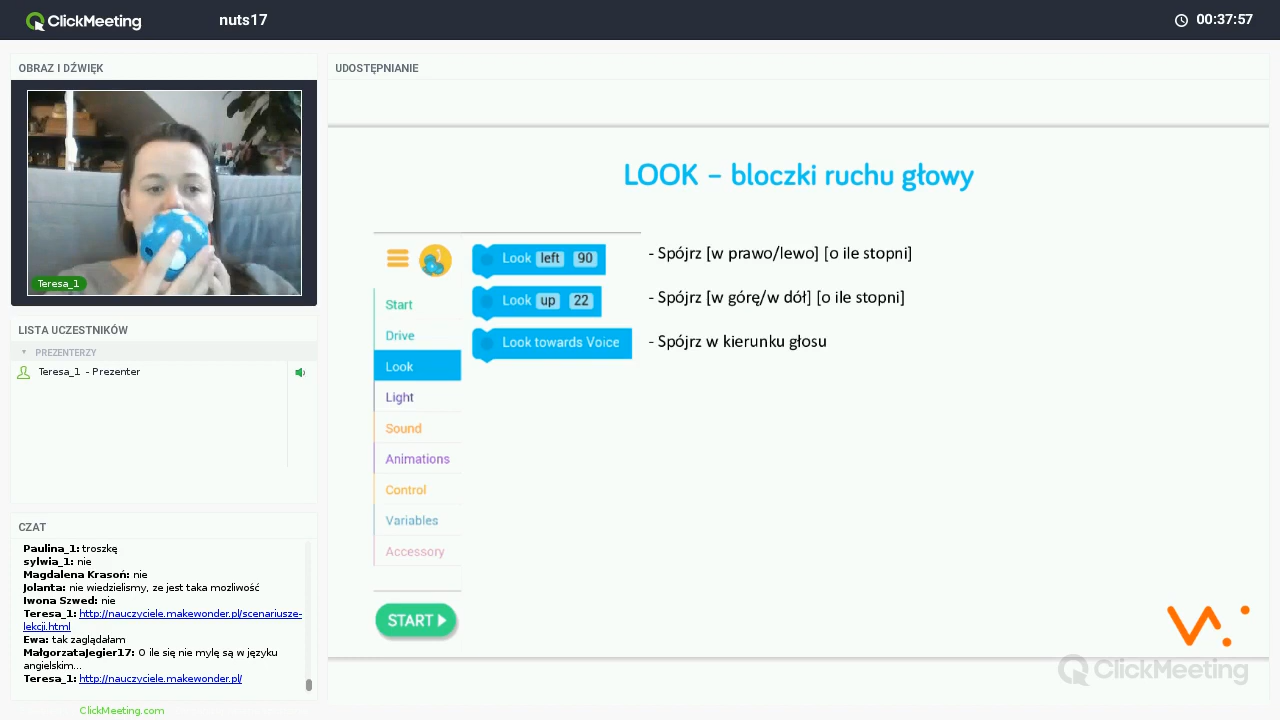 ClickMeeting
nuts17
00:37:57
OBRAZ I DŹWIĘK
UDOSTĘPNIANIE
Teresa_1
LISTA UCZESTNIKÓW
PREZENTERZY
Teresa_1 - Prezenter
CZAT
Paulina_1: troszkę
sylwia_1: nie
Magdalena Krasoń: nie
Jolanta: nie wiedzielismy, ze jest taka mozliwość
Iwona Szwed: nie
Teresa_1: http://nauczyciele.makewonder.pl/scenariusze-
lekcji.html
Ewa: tak zaglądałam
MałgorzataJegier17: O ile się nie mylę są w języku
angielskim...
Teresa_1: http://nauczyciele.makewonder.pl/
ClickMeeting.com
LOOK – bloczki ruchu głowy
Look left 90
- Spójrz [w prawo/lewo] [o ile stopni]
Look up 22
- Spójrz [w górę/w dół] [o ile stopni]
Look towards Voice
- Spójrz w kierunku głosu
Start
Drive
Look
Light
Sound
Animations
Control
Variables
Accessory
START
ClickMeeting